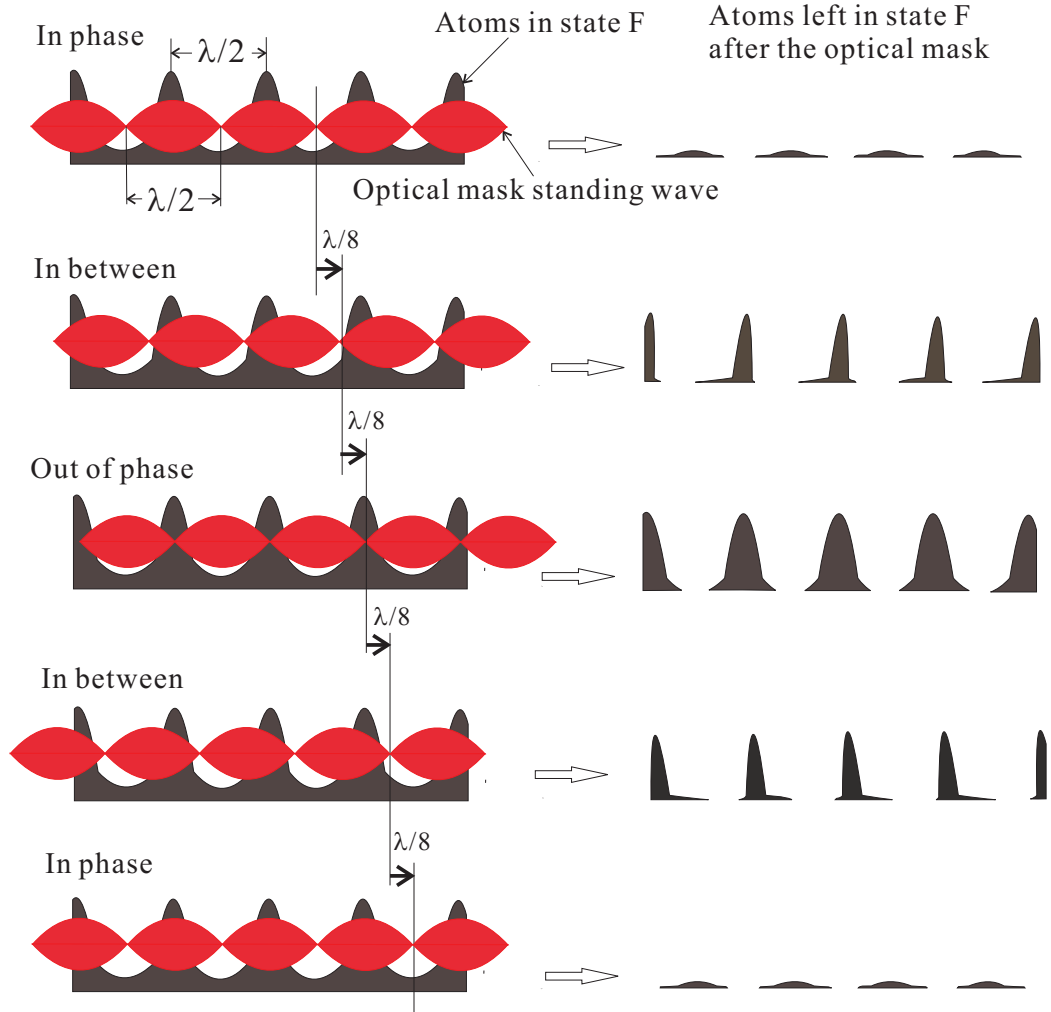 In phase
λ/2
Atoms in state F
Atoms left in state F
after the optical mask
λ/2
Optical mask standing wave
λ/8
In between
λ/8
Out of phase
λ/8
In between
λ/8
In phase